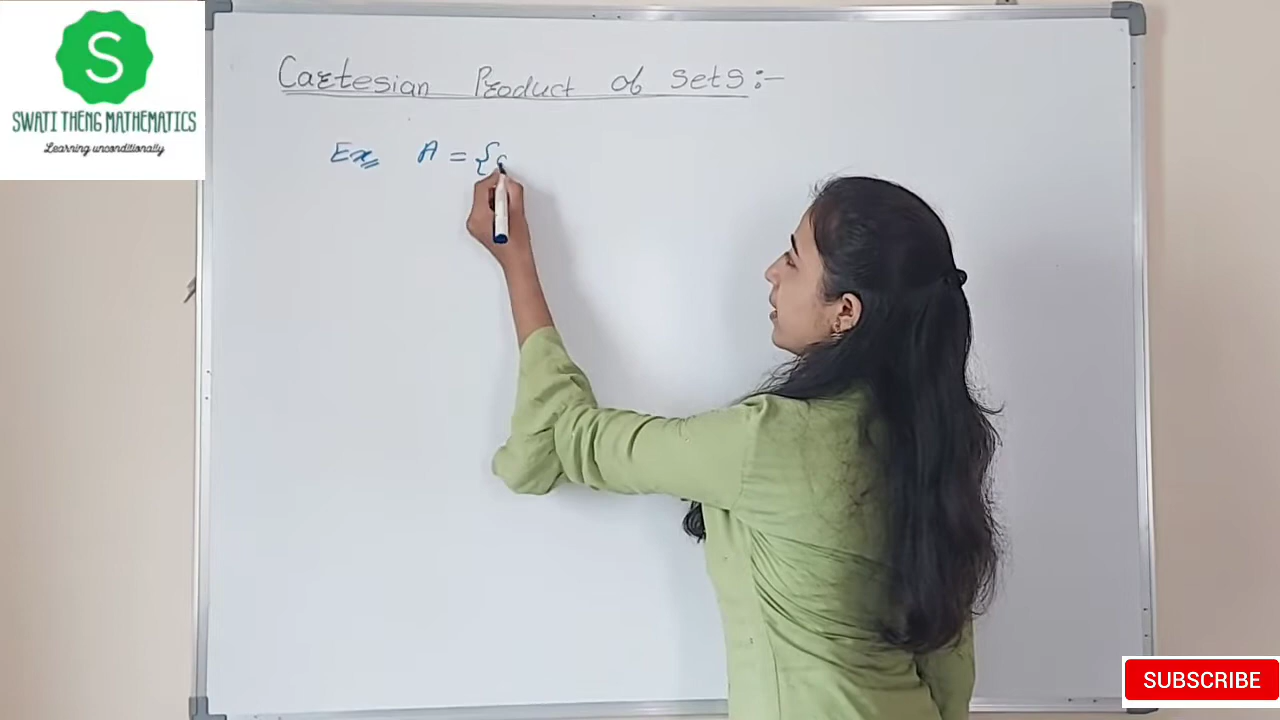 S
SWATI THENG MATHEMATICS
Learning unconditionally
Cartesian Product of sets :-
Ex A = {
SUBSCRIBE